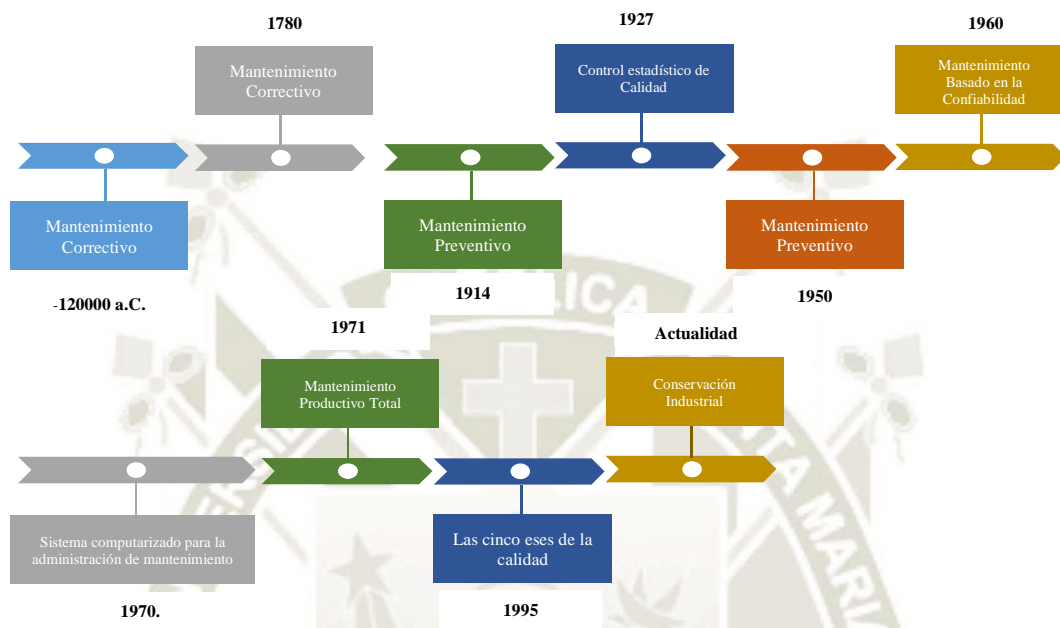 1780
Mantenimiento
Correctivo
1927
Control estadístico de
Calidad
1960
Mantenimiento
Basado en la
Confiabilidad
Mantenimiento
Correctivo
-120000 a.C.
Mantenimiento
Preventivo
1914
Mantenimiento
Preventivo
1950
1971
Mantenimiento
Productivo Total
Actualidad
Conservación
Industrial
Sistema computarizado para la
administración de mantenimiento
1970.
Las cinco eses de la
calidad
1995